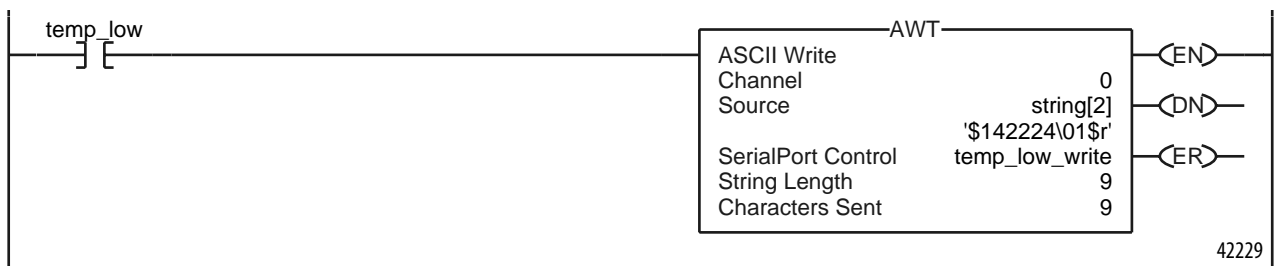 temp_low
AWT
ASCII Write
EN
Channel 0
Source string[2]
DN
'$142224\01$r'
SerialPort Control temp_low_write
ER
String Length 9
Characters Sent 9
42229